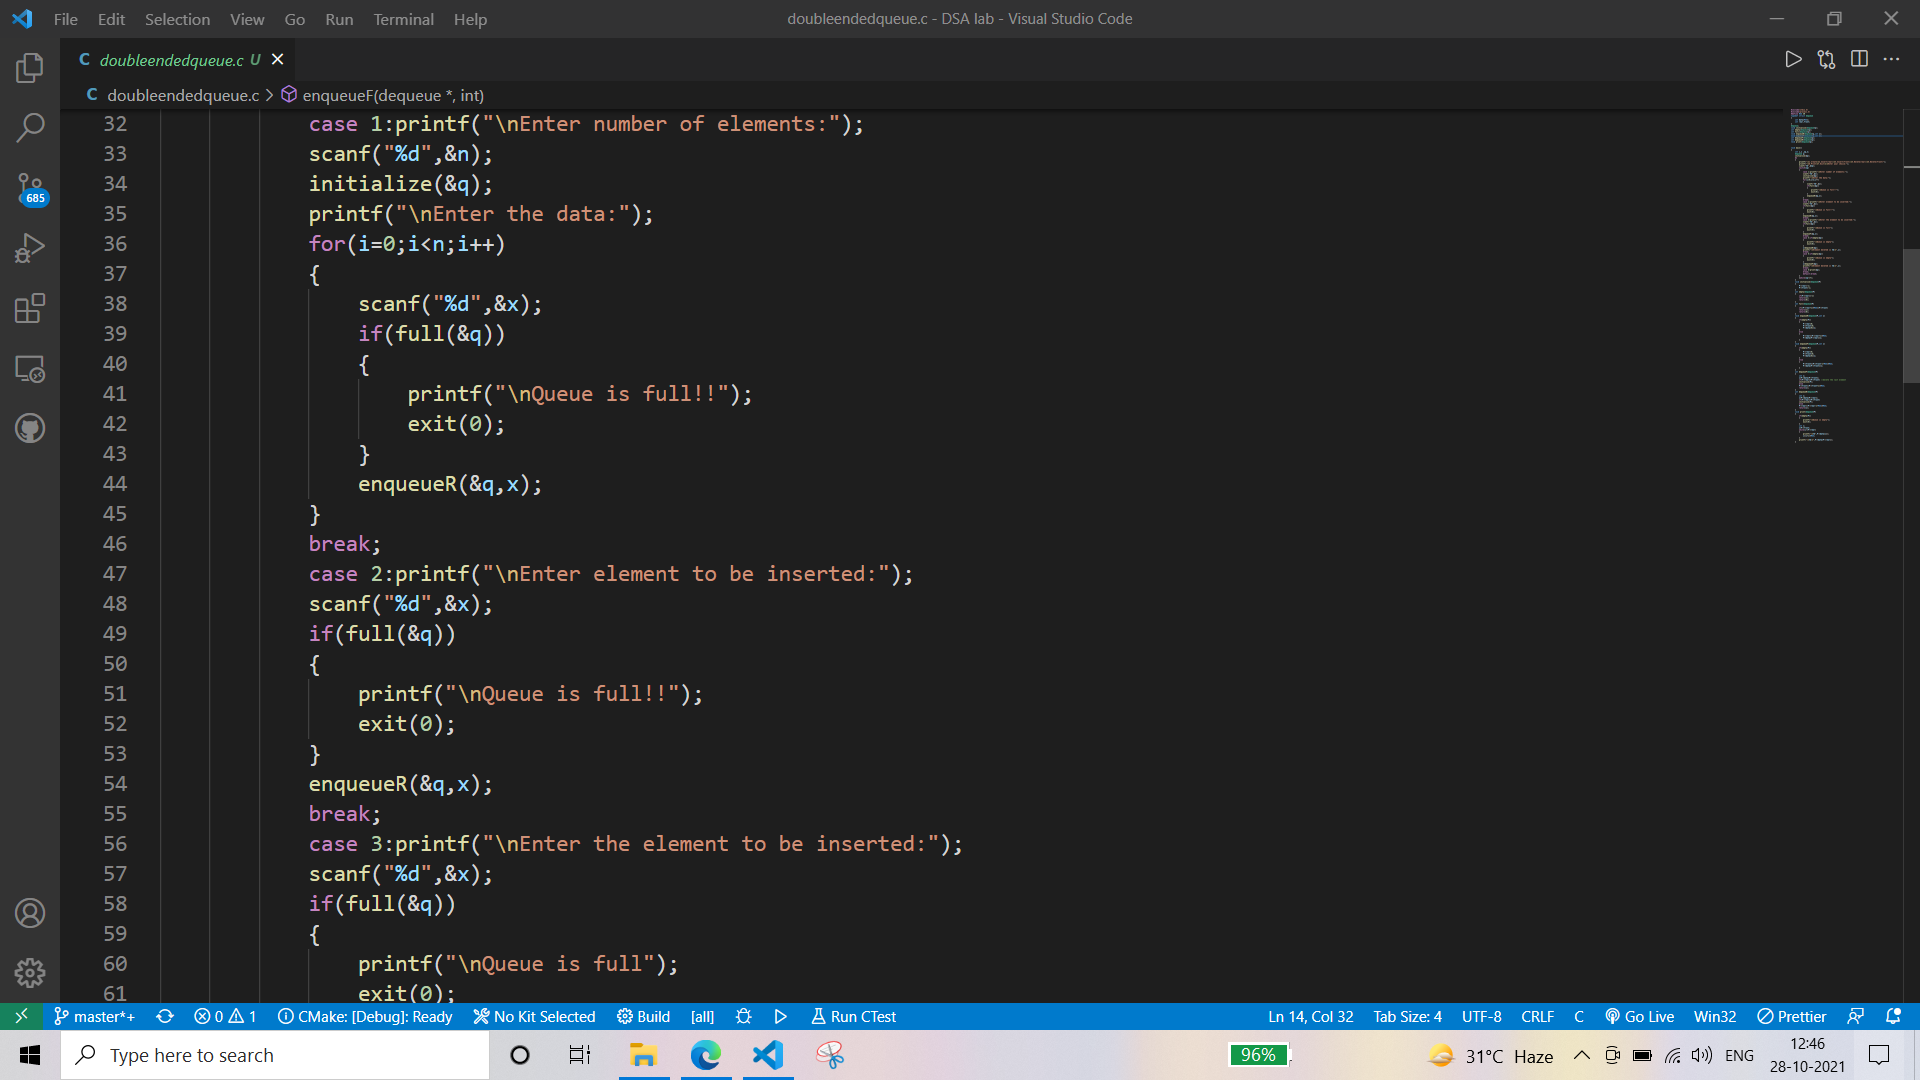 File Edit Selection View Go Run Terminal Help
doubleendedqueue.c - DSA lab - Visual Studio Code
C doubleendedqueue.c U
C doubleendedqueue.c > enqueueF(dequeue *, int)
32 case 1:printf("\nEnter number of elements:");
33 scanf("%d",&n);
34 initialize(&q);
35 printf("\nEnter the data:");
36 for(i=0;i<n;i++)
37 {
38 scanf("%d",&x);
39 if(full(&q))
40 {
41 printf("\nQueue is full!!");
42 exit(0);
43 }
44 enqueueR(&q,x);
45 }
46 break;
47 case 2:printf("\nEnter element to be inserted:");
48 scanf("%d",&x);
49 if(full(&q))
50 {
51 printf("\nQueue is full!!");
52 exit(0);
53 }
54 enqueueR(&q,x);
55 break;
56 case 3:printf("\nEnter the element to be inserted:");
57 scanf("%d",&x);
58 if(full(&q))
59 {
60 printf("\nQueue is full");
61 exit(0);
685
master*+ 0 1 CMake: [Debug]: Ready No Kit Selected Build [all] Run CTest Ln 14, Col 32 Tab Size: 4 UTF-8 CRLF C Go Live Win32 Prettier
Type here to search
96%
31°C Haze
ENG
12:46
28-10-2021